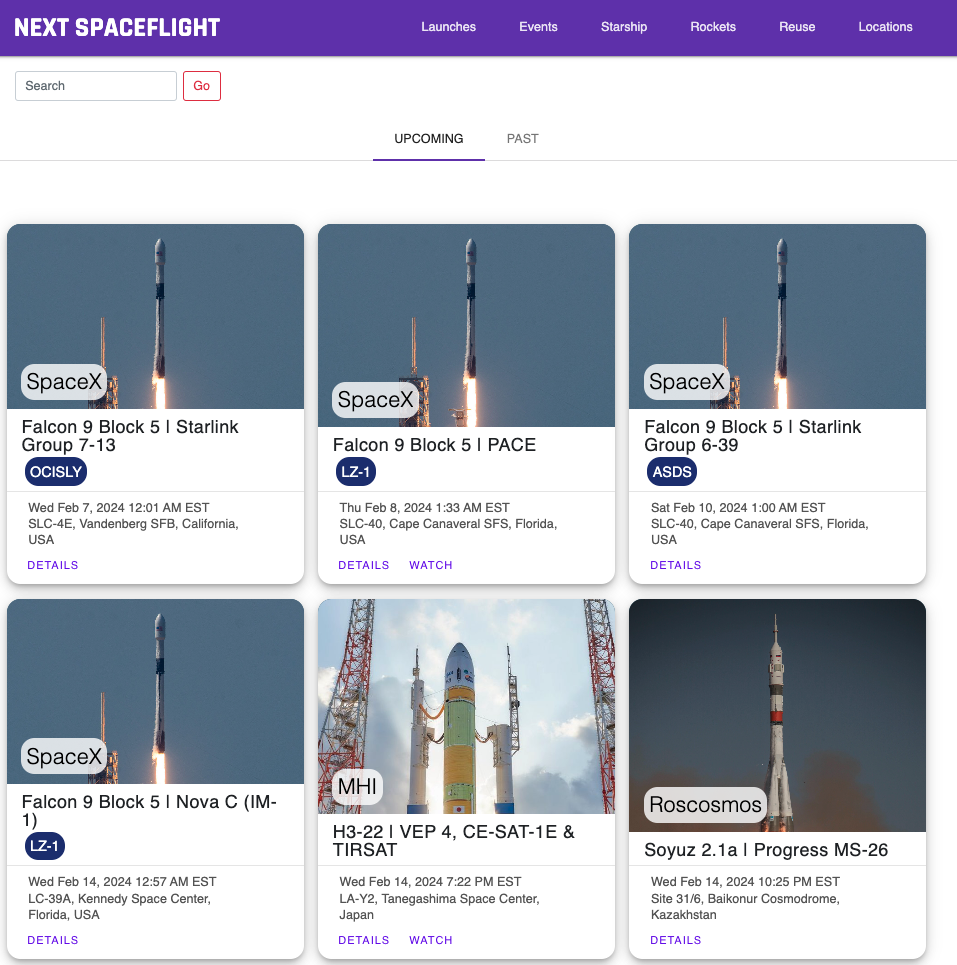 NEXT SPACEFLIGHT
Launches Events Starship Rockets Reuse Locations
Search Go
UPCOMING PAST
SpaceX
Falcon 9 Block 5 | Starlink
Group 7-13
OCISLY
Wed Feb 7, 2024 12:01 AM EST
SLC-4E, Vandenberg SFB, California,
USA
DETAILS
SpaceX
Falcon 9 Block 5 | PACE
LZ-1
Thu Feb 8, 2024 1:33 AM EST
SLC-40, Cape Canaveral SFS, Florida,
USA
DETAILS WATCH
SpaceX
Falcon 9 Block 5 | Starlink
Group 6-39
ASDS
Sat Feb 10, 2024 1:00 AM EST
SLC-40, Cape Canaveral SFS, Florida,
USA
DETAILS
SpaceX
Falcon 9 Block 5 | Nova C (IM-
1)
LZ-1
Wed Feb 14, 2024 12:57 AM EST
LC-39A, Kennedy Space Center,
Florida, USA
DETAILS
MHI
H3-22 | VEP 4, CE-SAT-1E &
TIRSAT
Wed Feb 14, 2024 7:22 PM EST
LA-Y2, Tanegashima Space Center,
Japan
DETAILS WATCH
Roscosmos
Soyuz 2.1a | Progress MS-26
Wed Feb 14, 2024 10:25 PM EST
Site 31/6, Baikonur Cosmodrome,
Kazakhstan
DETAILS